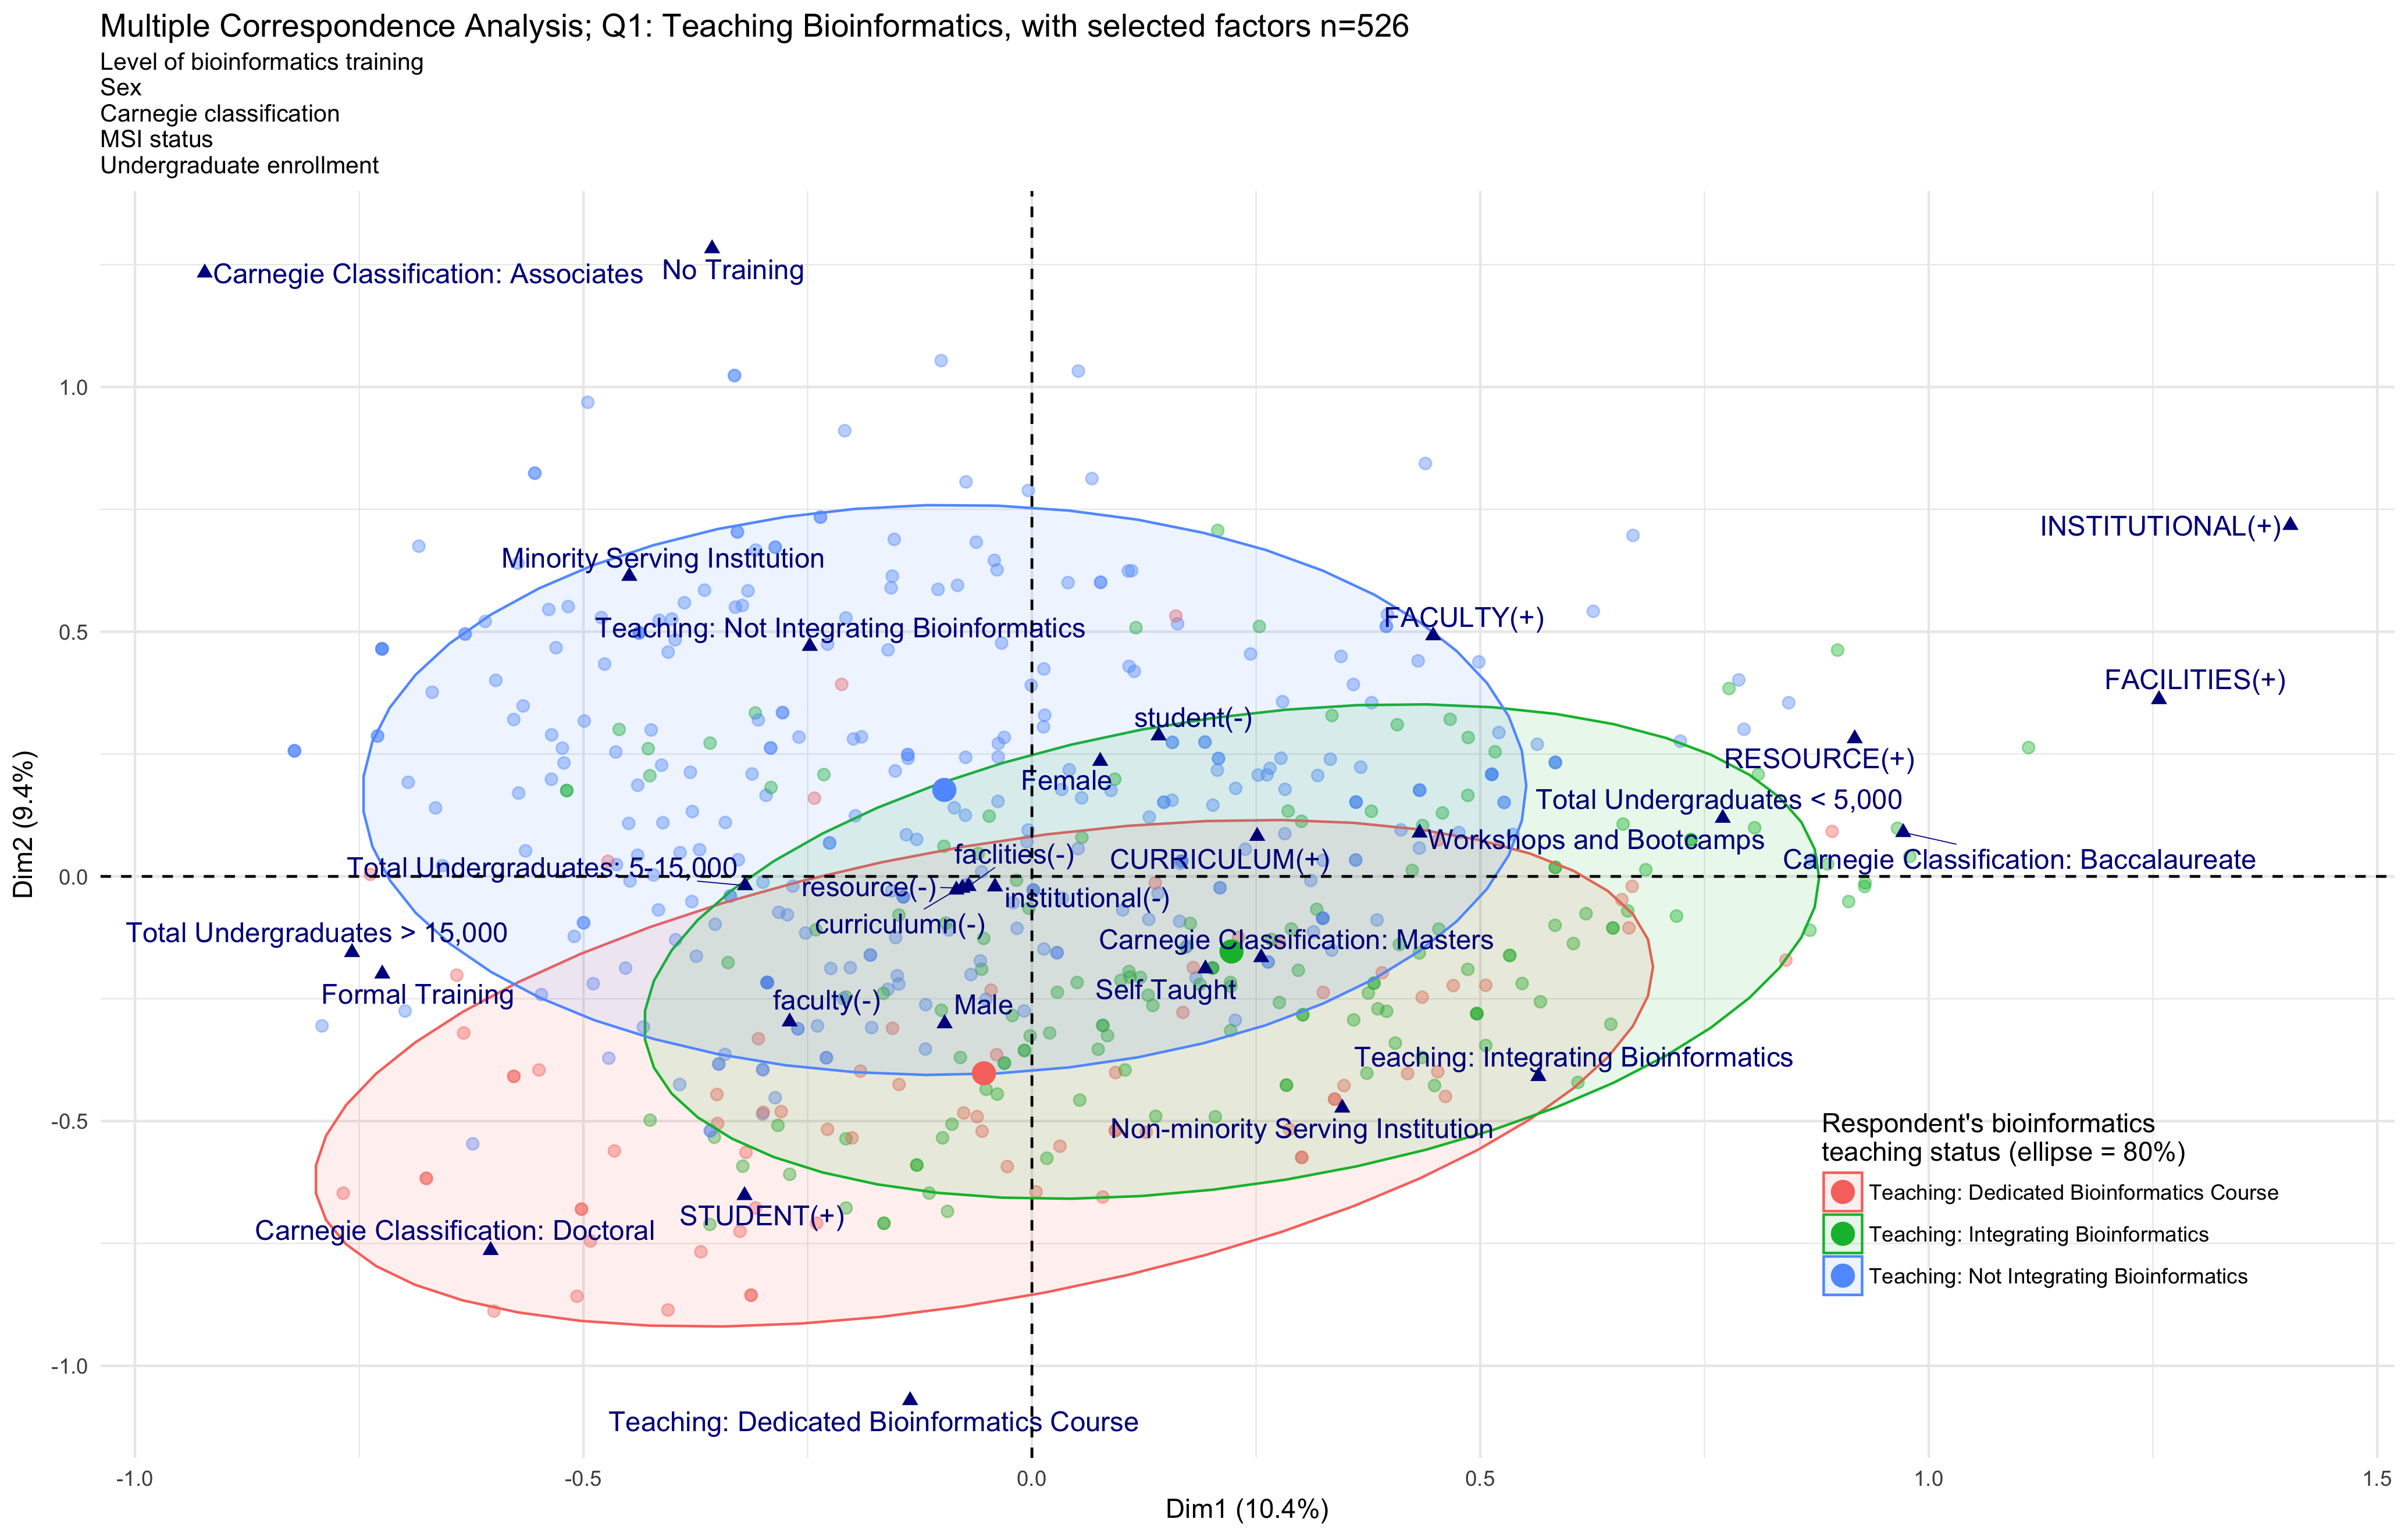 Multiple Correspondence Analysis; Q1: Teaching Bioinformatics, with selected factors n=526
Level of bioinformatics training
Sex
Carnegie classification
MSI status
Undergraduate enrollment
No Training
Carnegie Classification: Associates
1.0
INSTITUTIONAL(+)
Minority Serving Institution
FACULTY(+)
Teaching: Not Integrating Bioinformatics
0.5
FACILITIES(+)
student(-)
RESOURCE(+)
Female
Total Undergraduates < 5,000
Workshops and Bootcamps
faclities(-)
CURRICULUM(+)
Carnegie Classification: Baccalaureate
Total Undergraduates: 5-15,000
0.0
resource(-)
institutional(-)
curriculumn(-)
Total Undergraduates > 15,000
Carnegie Classification: Masters
Formal Training
Self Taught
faculty(-)
Male
Teaching: Integrating Bioinformatics
-0.5
Non-minority Serving Institution
STUDENT(+)
Carnegie Classification: Doctoral
Respondent's bioinformatics
teaching status (ellipse = 80%)
Teaching: Dedicated Bioinformatics Course
Teaching: Integrating Bioinformatics
Teaching: Not Integrating Bioinformatics
-1.0
Teaching: Dedicated Bioinformatics Course
Dim2 (9.4%)
-1.0
-0.5
0.0
0.5
1.0
1.5
Dim1 (10.4%)